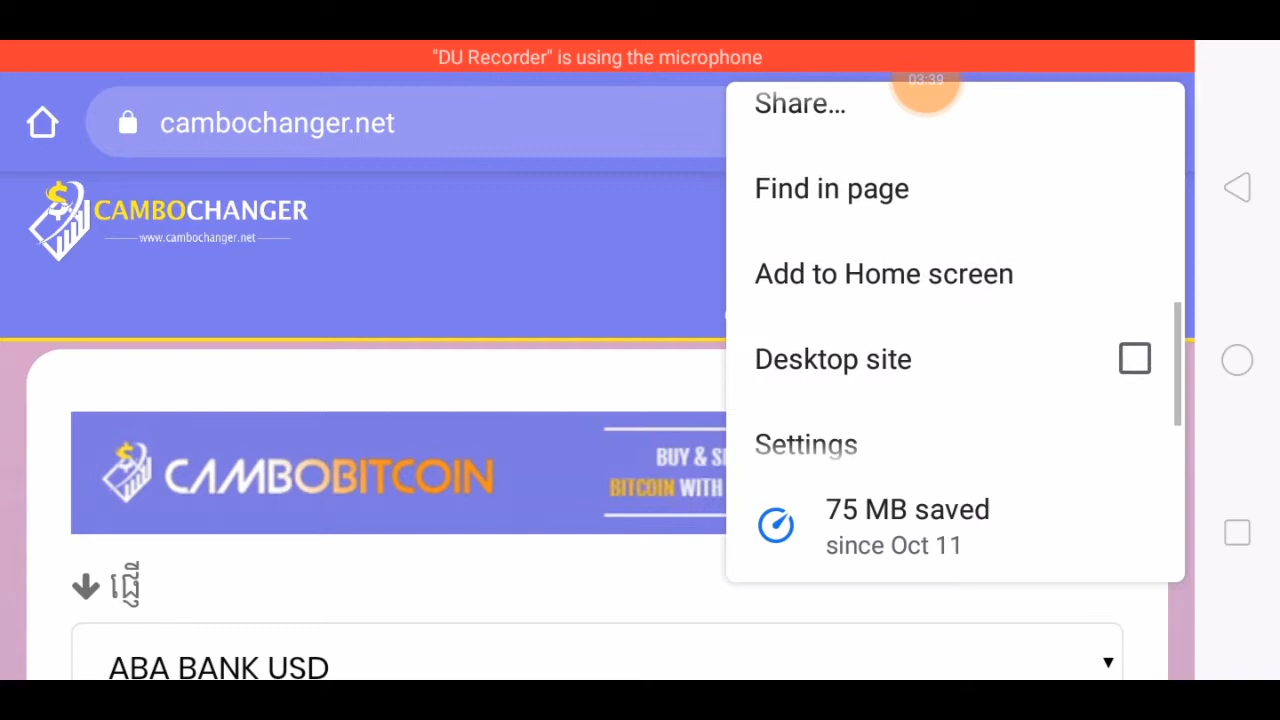 "DU Recorder" is using the microphone
03:39
cambochanger.net
Share...
Find in page
Add to Home screen
Desktop site
Settings
75 MB saved
since Oct 11
CAMBOCHANGER
www.cambochanger.net
CAMBOBITCOIN
BUY & S
BITCOIN WITH
ផ្ញើ
ABA BANK USD